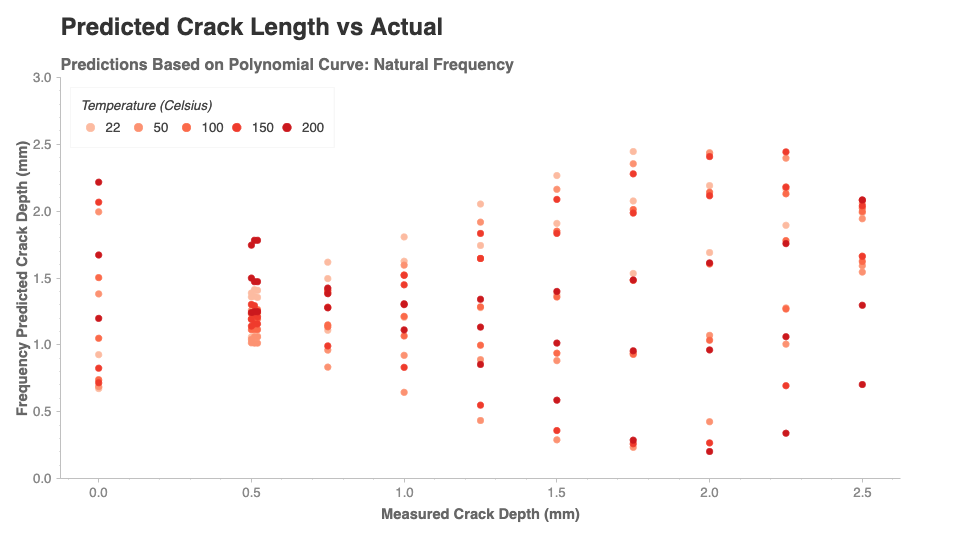 Predicted Crack Length vs Actual
Predictions Based on Polynomial Curve: Natural Frequency
Temperature (Celsius)
22 50 100 150 200
Frequency Predicted Crack Depth (mm)
3.0
2.5
2.0
1.5
1.0
0.5
0.0
0.0 0.5 1.0 1.5 2.0 2.5
Measured Crack Depth (mm)